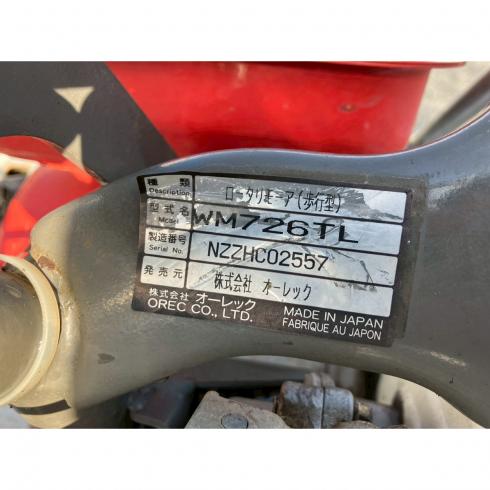 種類 ロータリモーア(歩行型)
Description
型式名 WM726TL
Model
製造番号 NZZHC02557
Serial No.
発売元 株式会社 オーレック
株式会社 オーレック MADE IN JAPAN
OREC CO., LTD. FABRIQUE AU JAPON